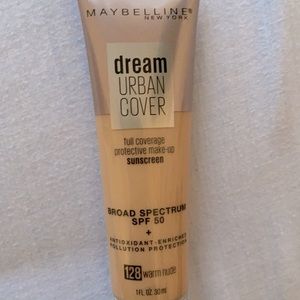 MAYBELLINE®
NEW YORK
dream
URBAN
COVER
full coverage
protective make-up
sunscreen
BROAD SPECTRUM
SPF 50
+
ANTIOXIDANT-ENRICHED
POLLUTION PROTECTION
128 warm nude
1 FL OZ 30 ml